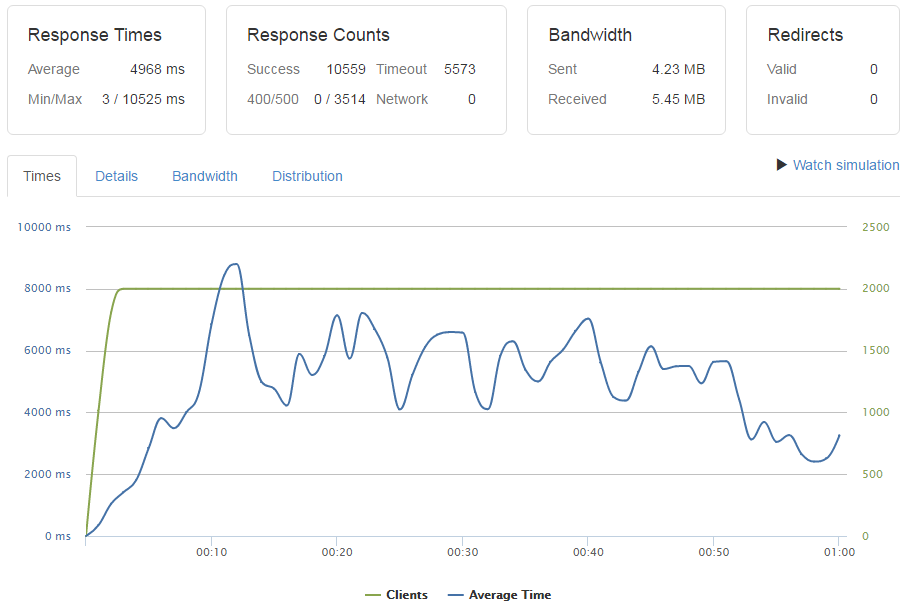 Response Times
Average 4968 ms
Min/Max 3 / 10525 ms
Response Counts
Success 10559 Timeout 5573
400/500 0 / 3514 Network 0
Bandwidth
Sent 4.23 MB
Received 5.45 MB
Redirects
Valid 0
Invalid 0
Times Details Bandwidth Distribution Watch simulation
10000 ms 2500
8000 ms 2000
6000 ms 1500
4000 ms 1000
2000 ms 500
0 ms 0
00:10 00:20 00:30 00:40 00:50 01:00
Clients Average Time